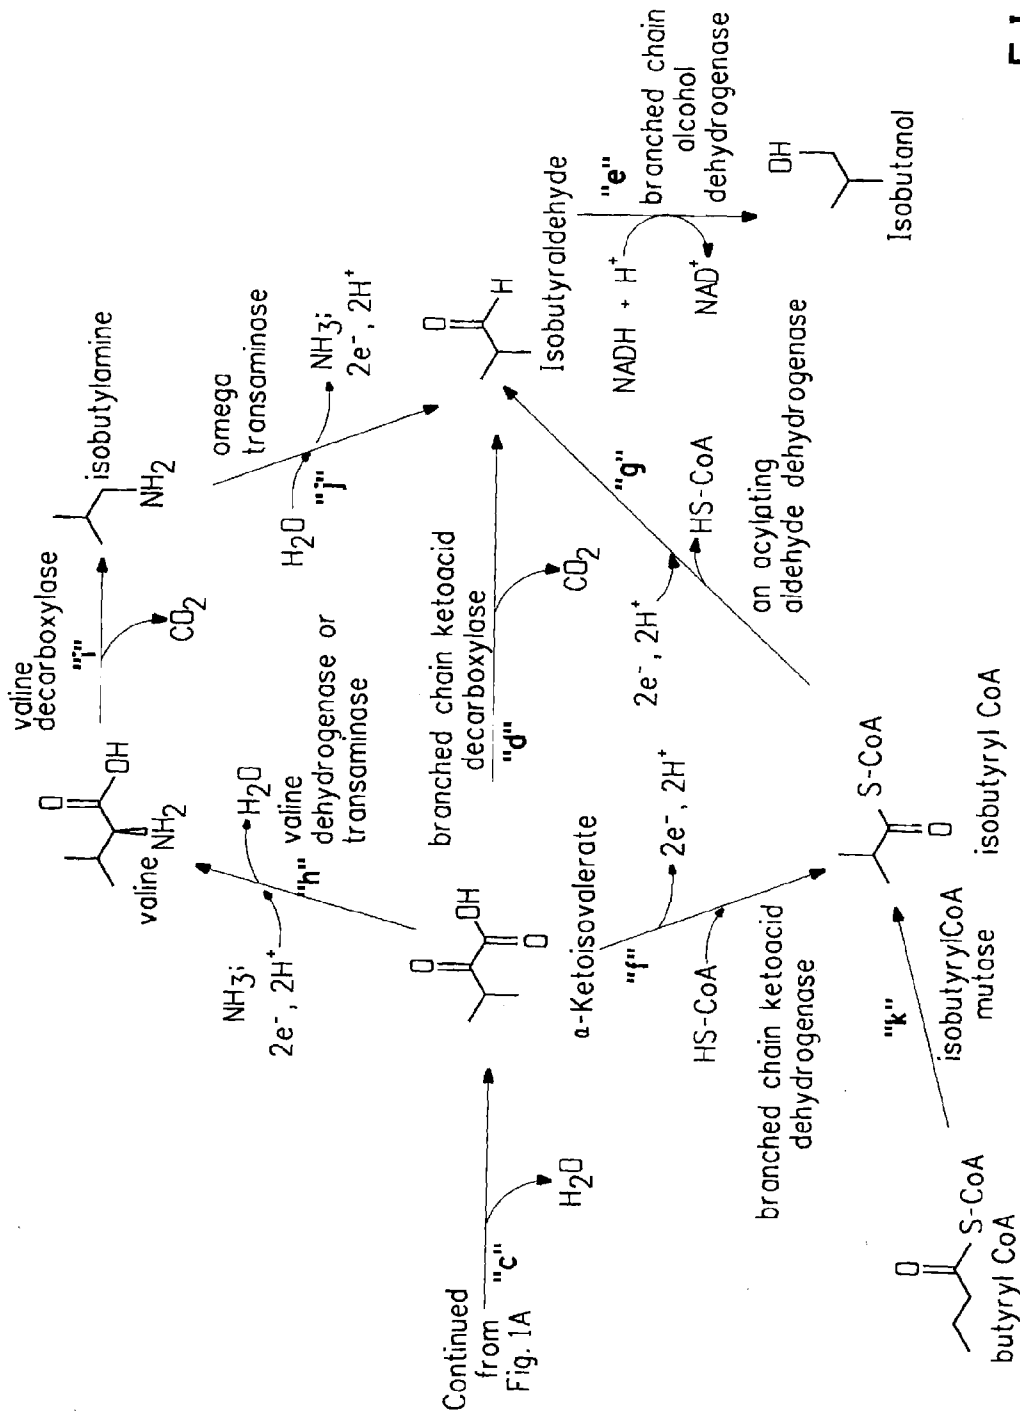 Continued
from
Fig. 1A
"c"
H2O
O
OH
O
α-Ketoisovalerate
NH3;
2e-, 2H+
"h"
H2O
valine
dehydrogenase or
transaminase
O
OH
NH2
valine
valine
decarboxylase
"i"
CO2
isobutylamine
NH2
omega
transaminase
H2O
"j"
NH3;
2e-, 2H+
branched chain ketoacid
decarboxylase
"d"
CO2
O
H
Isobutyraldehyde
"e"
NADH + H+
NAD+
branched chain
alcohol
dehydrogenase
OH
Isobutanol
"f"
HS-CoA
2e-, 2H+
branched chain ketoacid
dehydrogenase
S-CoA
O
isobutyryl CoA
"g"
2e-, 2H+
HS-CoA
an acylpting
aldehyde dehydrogenase
"k"
isobutyrylCoA
mutase
O
S-CoA
butyryl CoA